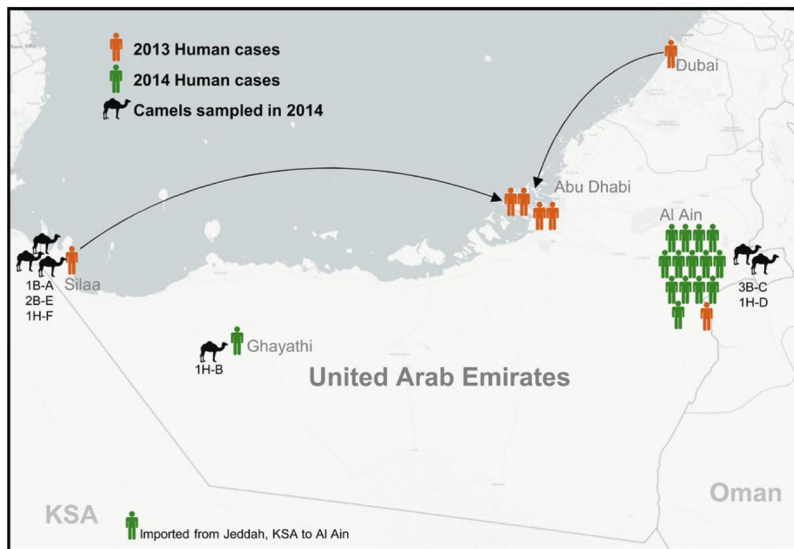 2013 Human cases
2014 Human cases
Camels sampled in 2014
Dubai
Abu Dhabi
Al Ain
Silaa
1B-A
2B-E
1H-F
3B-C
1H-D
Ghayathi
1H-B
United Arab Emirates
KSA
Oman
Imported from Jeddah, KSA to Al Ain